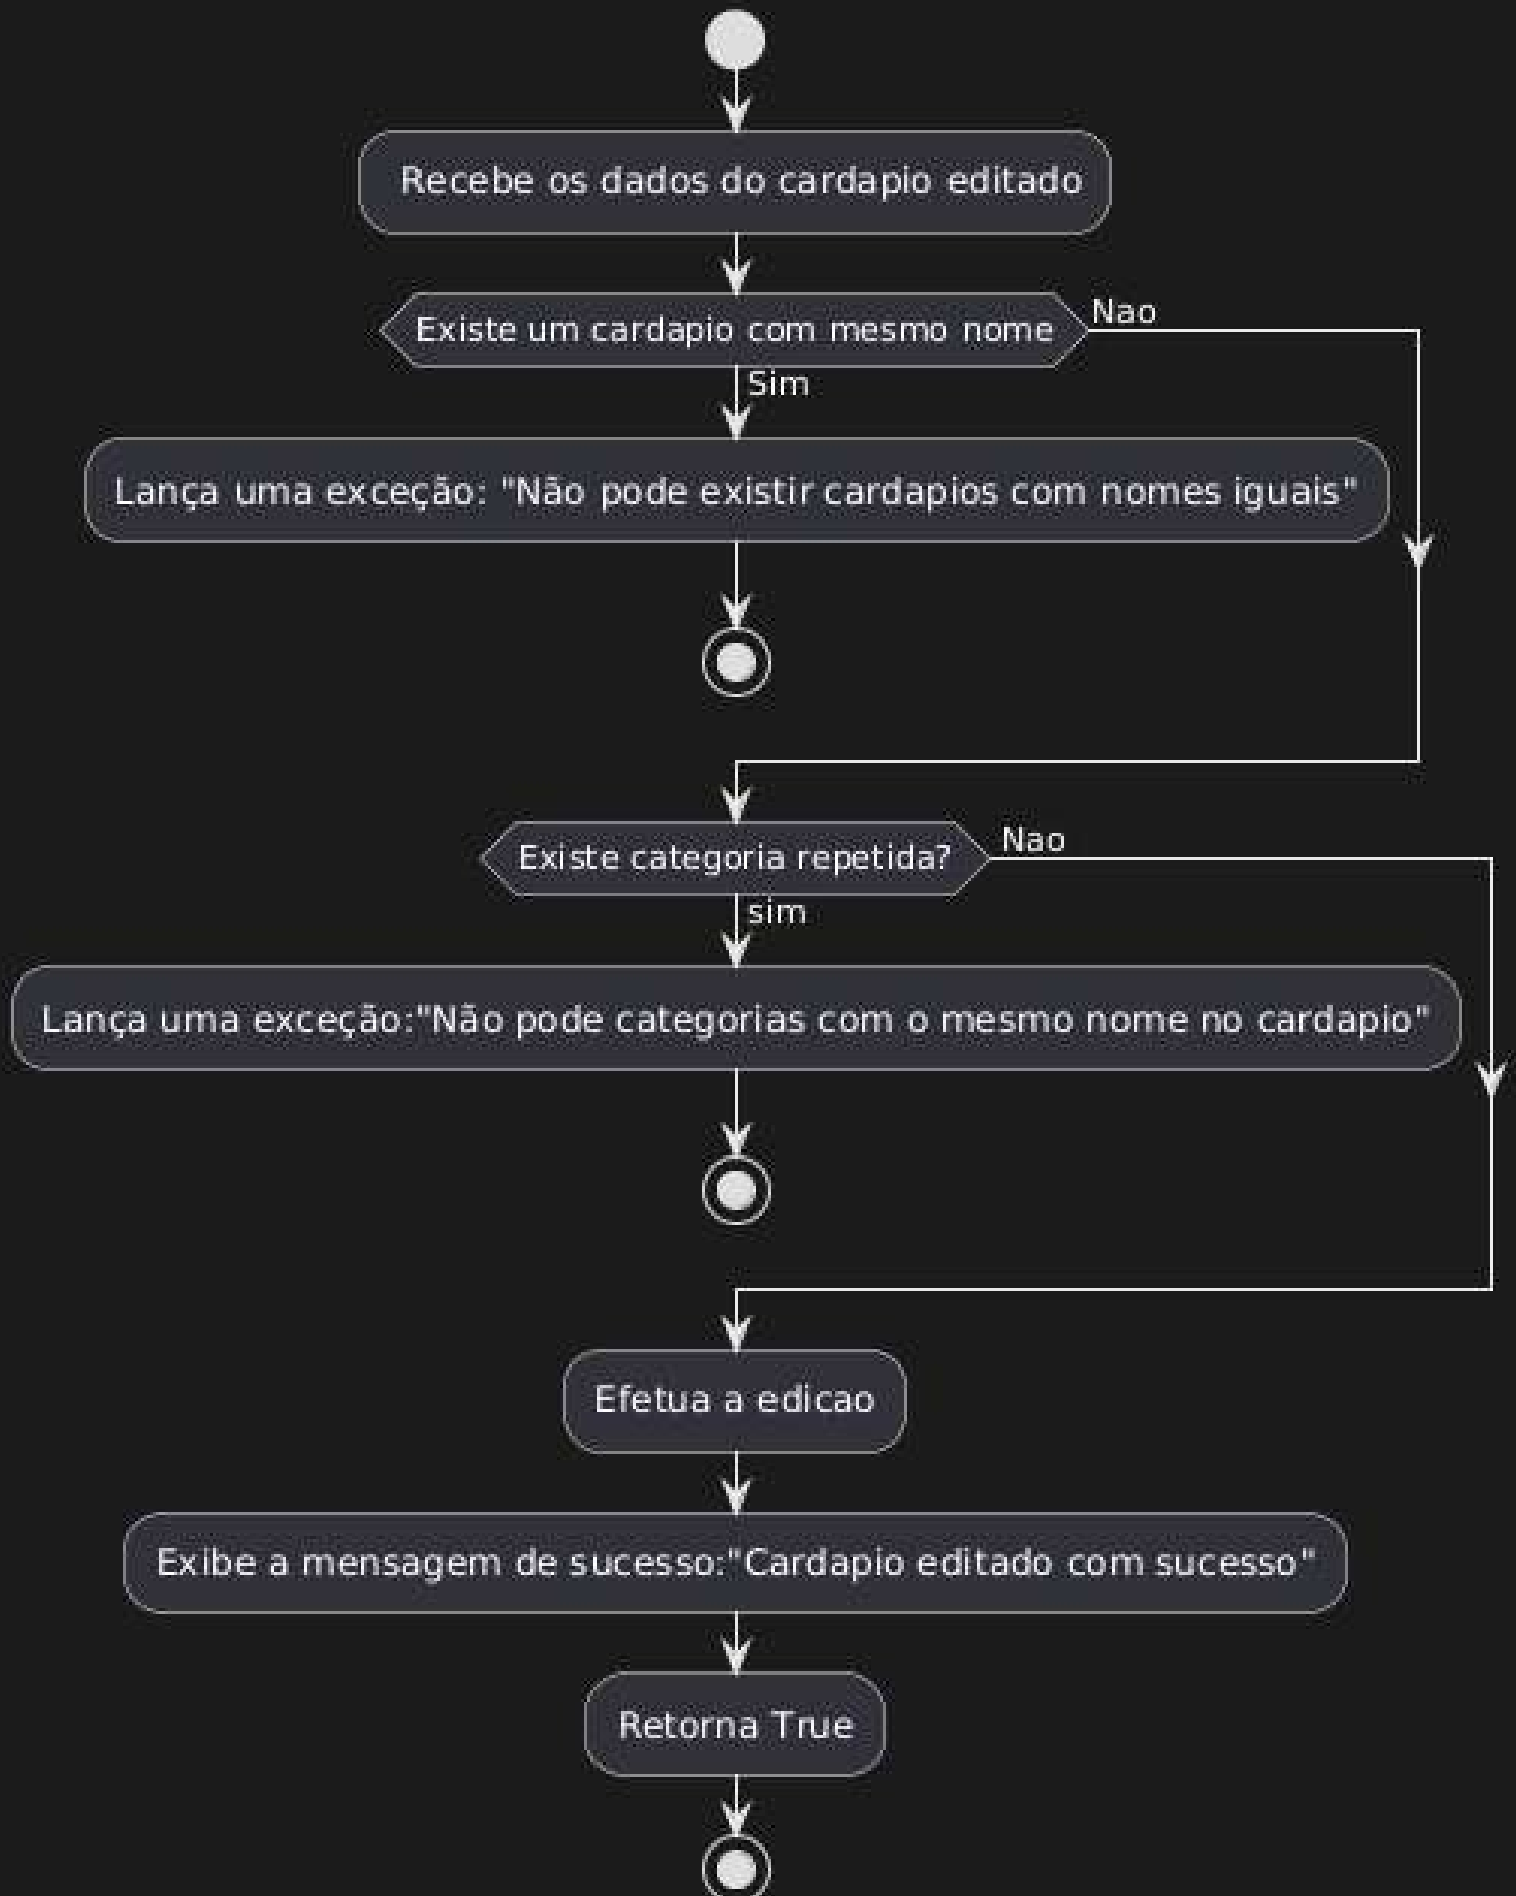 Recebe os dados do cardapio editado
Existe um cardapio com mesmo nome
Nao
Sim
Lança uma exceção: "Não pode existir cardapios com nomes iguais"
Existe categoria repetida?
Nao
sim
Lança uma exceção:"Não pode categorias com o mesmo nome no cardapio"
Efetua a edicao
Exibe a mensagem de sucesso:"Cardapio editado com sucesso"
Retorna True